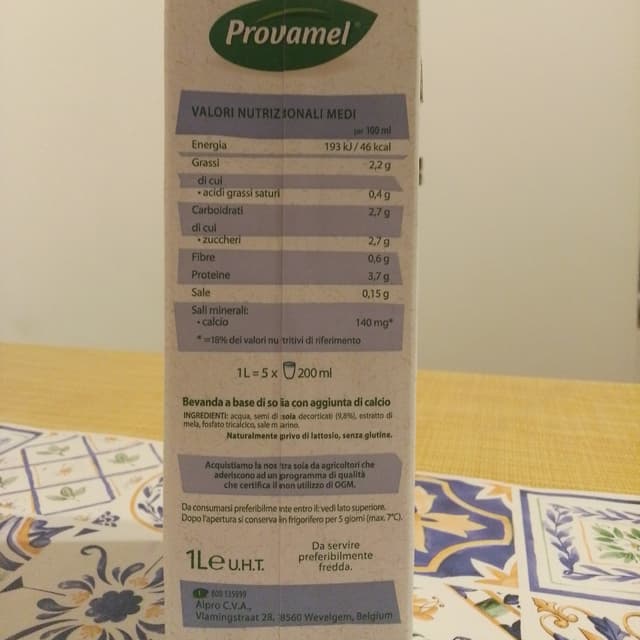 Provamel®
VALORI NUTRIZIONALI MEDI
per 100 ml
Energia 193 kJ / 46 kcal
Grassi 2,2 g
di cui
• acidi grassi saturi 0,4 g
Carboidrati 2,7 g
di cui
• zuccheri 2,7 g
Fibre 0,6 g
Proteine 3,7 g
Sale 0,15 g
Sali minerali:
• calcio 140 mg*
* =18% dei valori nutritivi di riferimento
1L = 5 x 200 ml
Bevanda a base di soia con aggiunta di calcio
INGREDIENTI: acqua, semi di soia decorticati (9,8%), estratto di
mela, fosfato tricalcico, sale marino.
Naturalmente privo di lattosio, senza glutine.
Acquistiamo la nostra soia da agricoltori che
aderiscono ad un programma di qualità
che certifica il non utilizzo di OGM.
Da consumarsi preferibilmente entro il: vedi lato superiore.
Dopo l'apertura si conserva in frigorifero per 5 giorni (max. 7°C).
1L e U.H.T.
Da servire
preferibilmente
fredda.
800 135999
Alpro C.V.A.,
Vlamingstraat 28, 8560 Wevelgem, Belgium